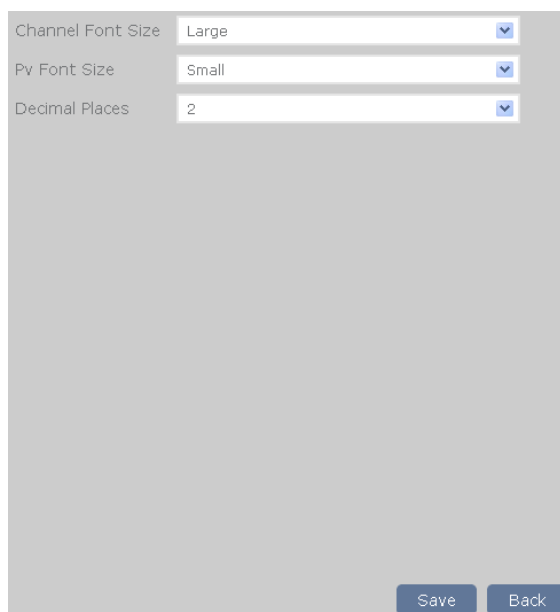 Channel Font Size Large
Pv Font Size Small
Decimal Places 2
Save Back